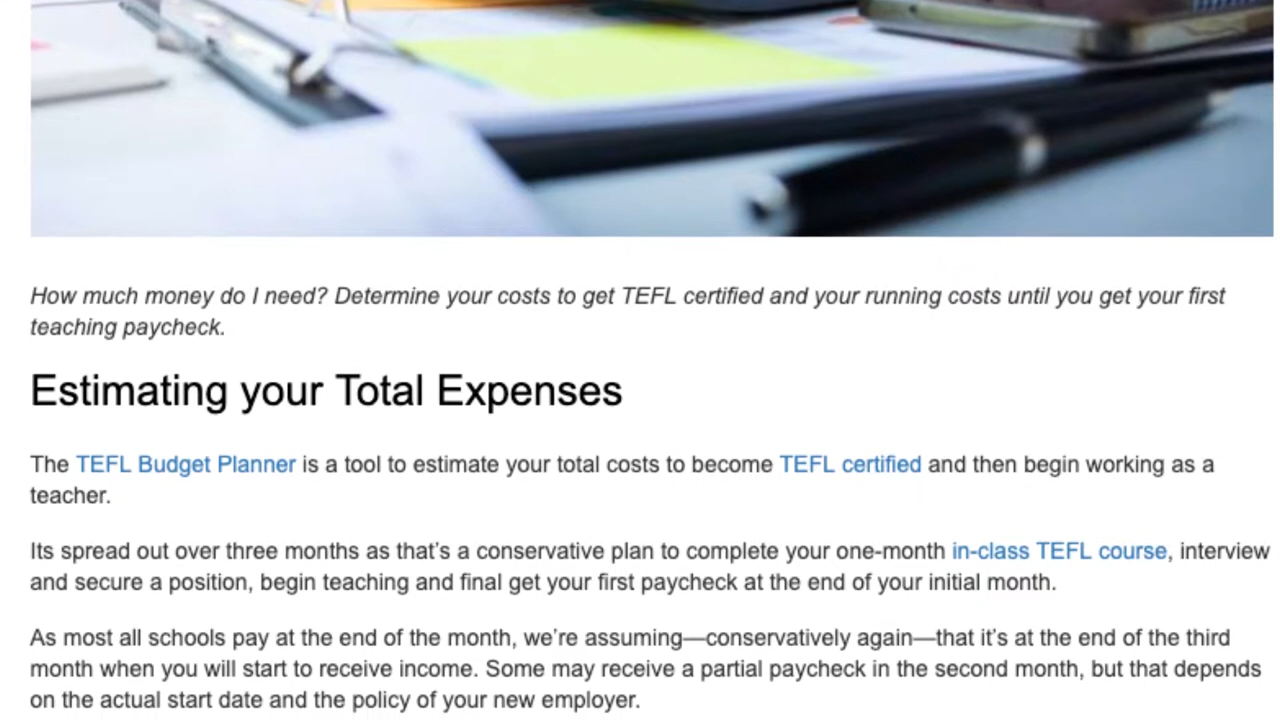 How much money do I need? Determine your costs to get TEFL certified and your running costs until you get your first
teaching paycheck.
Estimating your Total Expenses
The TEFL Budget Planner is a tool to estimate your total costs to become TEFL certified and then begin working as a
teacher.
Its spread out over three months as that’s a conservative plan to complete your one-month in-class TEFL course, interview
and secure a position, begin teaching and final get your first paycheck at the end of your initial month.
As most all schools pay at the end of the month, we’re assuming—conservatively again—that it’s at the end of the third
month when you will start to receive income. Some may receive a partial paycheck in the second month, but that depends
on the actual start date and the policy of your new employer.